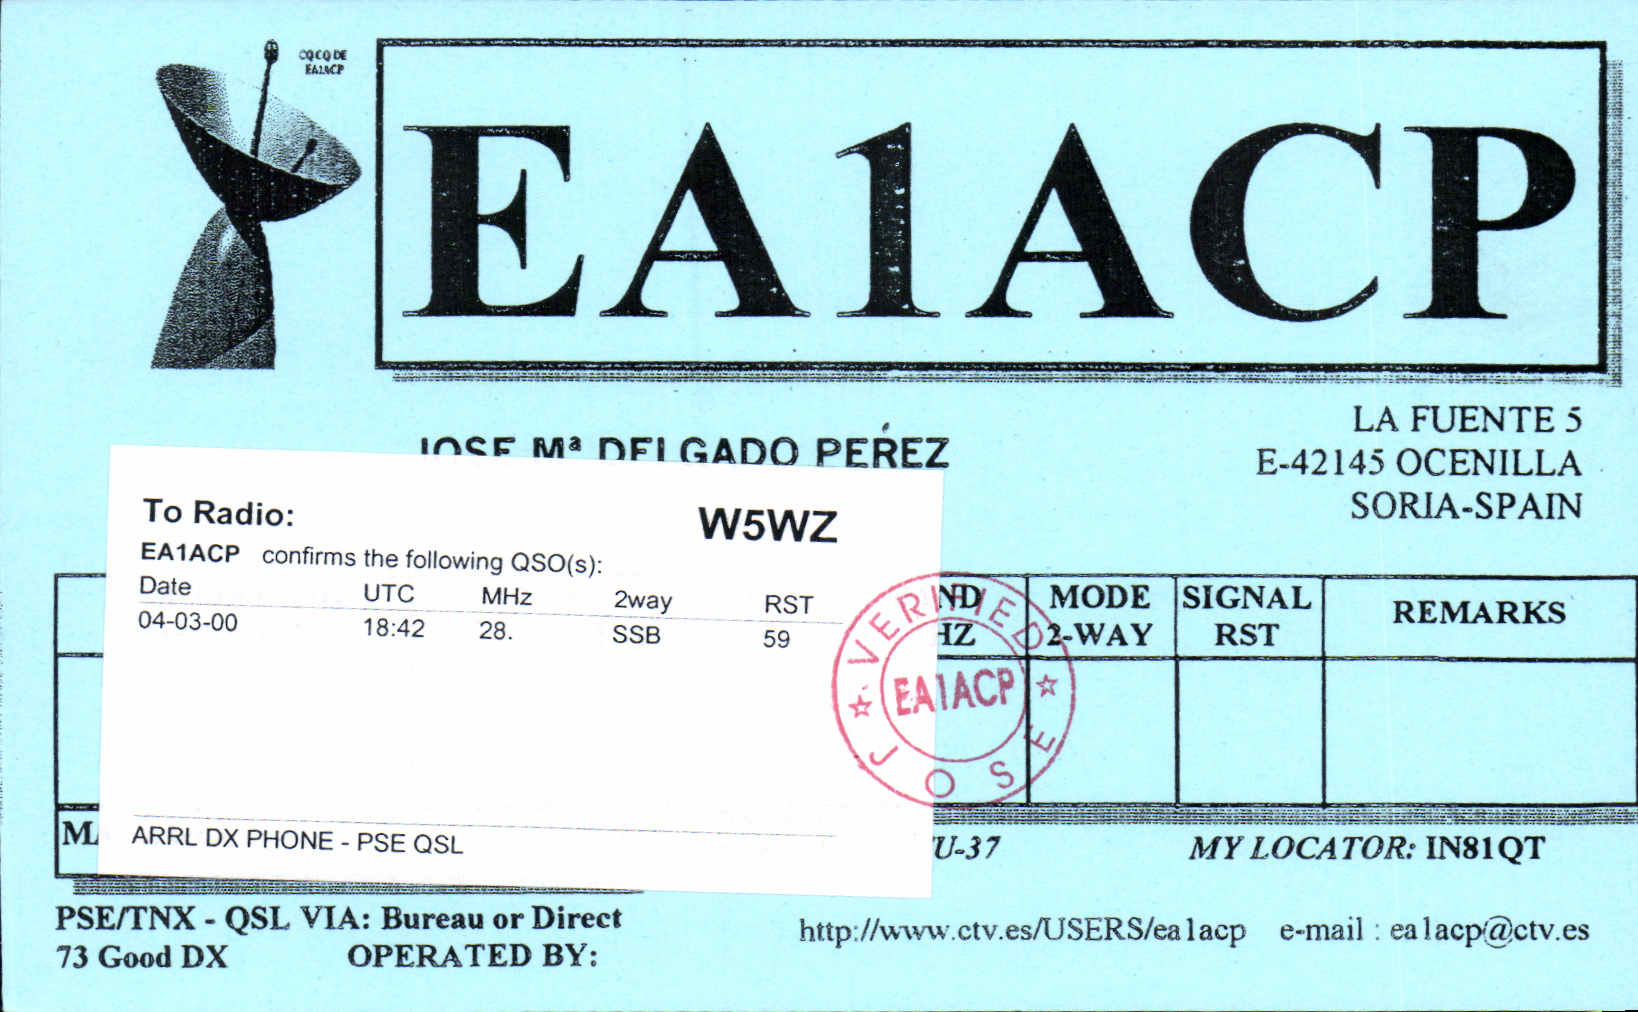 CQ CQ DE
EA1ACP
EA1ACP
LA FUENTE 5
E-42145 OCENILLA
SORIA-SPAIN
JOSE Mª DELGADO PEREZ
To Radio: W5WZ
EA1ACP confirms the following QSO(s):
Date UTC MHz 2way RST
04-03-00 18:42 28. SSB 59
ARRL DX PHONE - PSE QSL
VERIFIED
EA1ACP
JOSE
MODE SIGNAL REMARKS
2-WAY RST
U-37 MY LOCATOR: IN81QT
PSE/TNX - QSL VIA: Bureau or Direct
73 Good DX OPERATED BY:
http://www.ctv.es/USERS/ea1acp e-mail : ea1acp@ctv.es